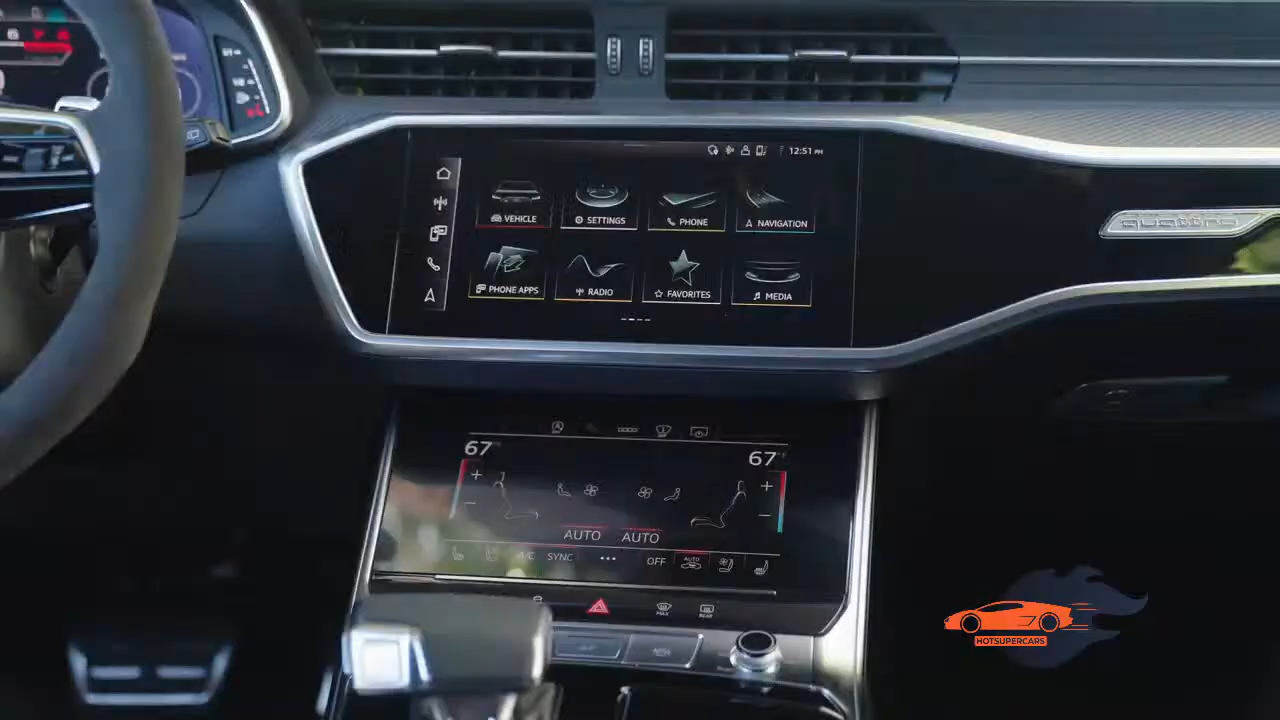 12:51 PM
VEHICLE
SETTINGS
PHONE
NAVIGATION
quattro
PHONE APPS
RADIO
FAVORITES
MEDIA
67
67°F
AUTO
AUTO
A/C
SYNC
OFF
AUTO
MAX
REAR
HOTSUPERCARS